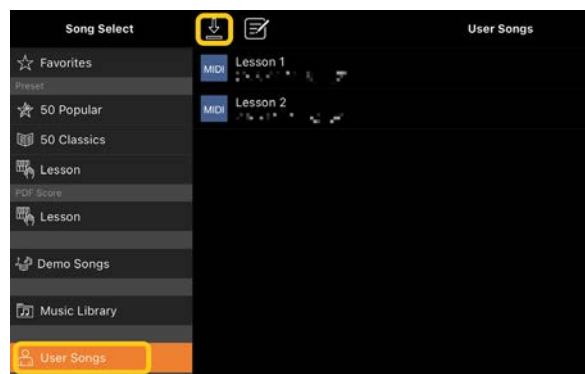 Song Select
User Songs
Favorites
Preset
50 Popular
50 Classics
Lesson
PDF Score
Lesson
Demo Songs
Music Library
User Songs
MIDI
Lesson 1
MIDI
Lesson 2